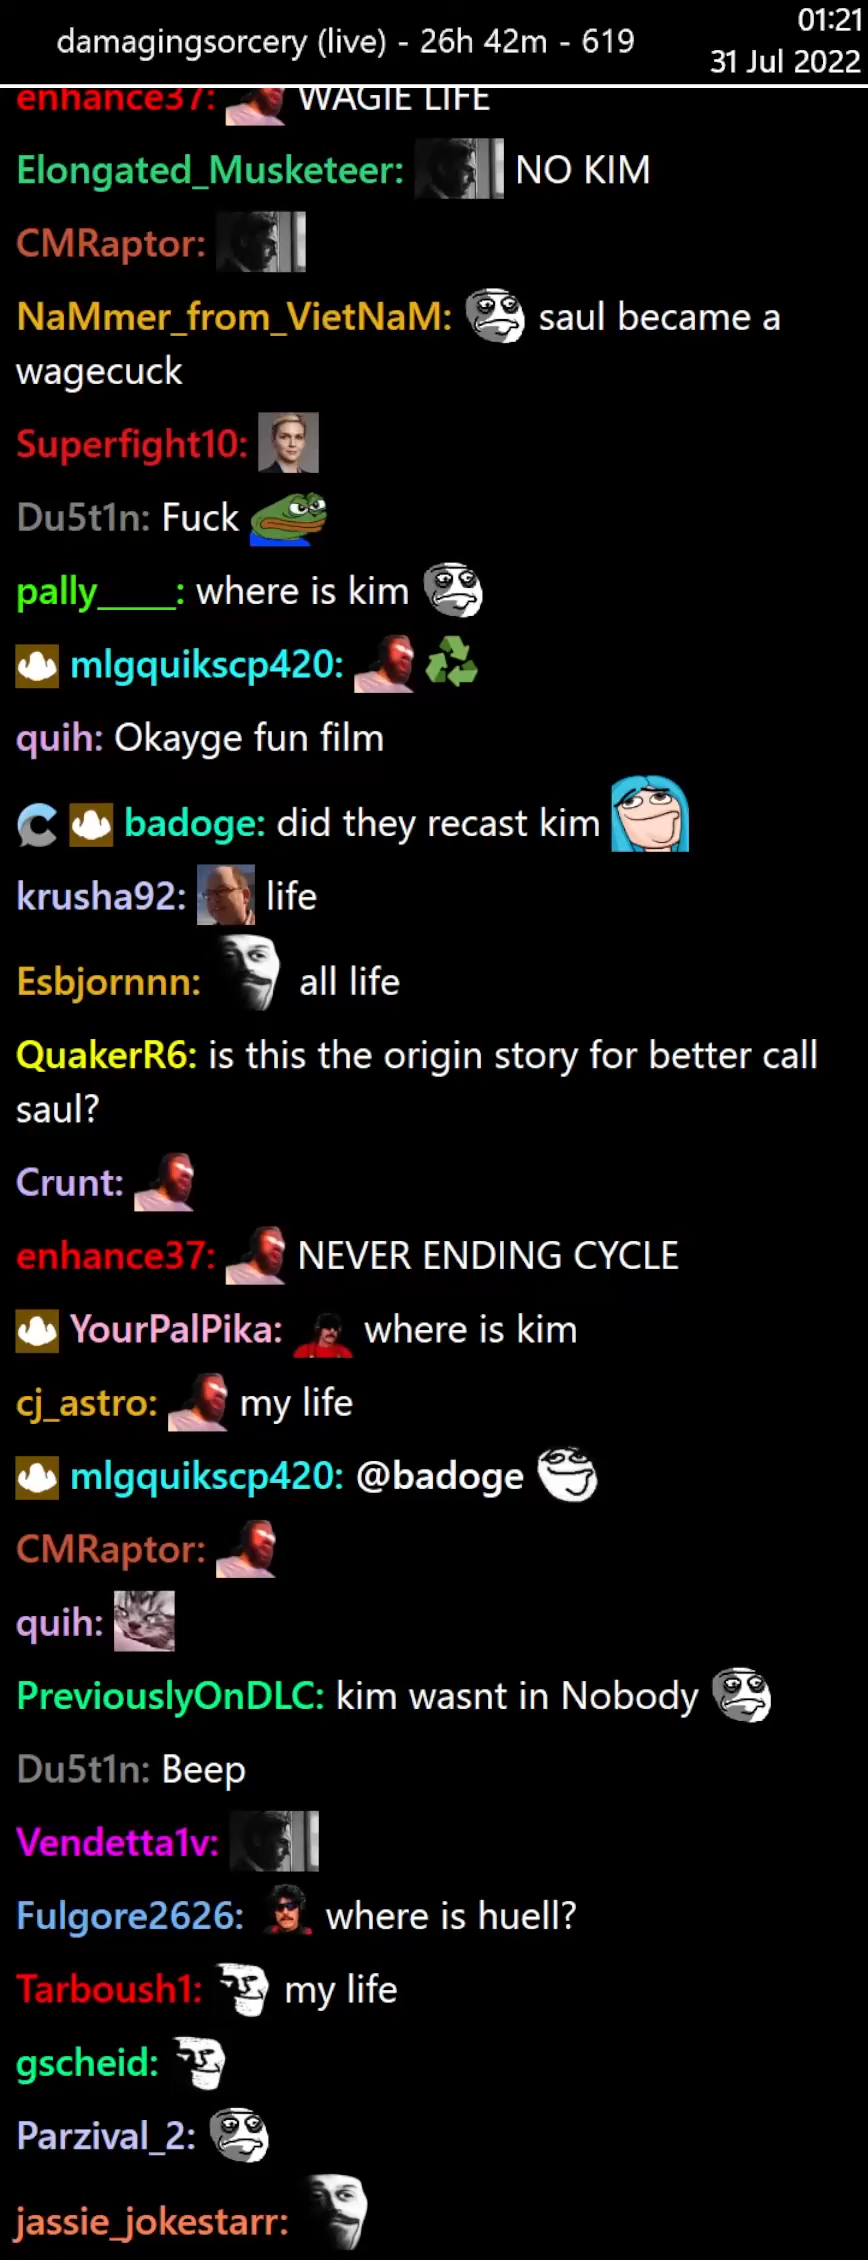 damagingsorcery (live) - 26h 42m - 619
01:21
31 Jul 2022
enhance37: WAGIE LIFE
Elongated_Musketeer: NO KIM
CMRaptor:
NaMmer_from_VietNaM: saul became a
wagecuck
Superfight10:
Du5t1n: Fuck
pally____: where is kim
mlgquikscp420:
quih: Okayge fun film
badoge: did they recast kim
krusha92: life
Esbjornnn: all life
QuakerR6: is this the origin story for better call
saul?
Crunt:
enhance37: NEVER ENDING CYCLE
YourPalPika: where is kim
cj_astro: my life
mlgquikscp420: @badoge
CMRaptor:
quih:
PreviouslyOnDLC: kim wasnt in Nobody
Du5t1n: Beep
Vendetta1v:
Fulgore2626: where is huell?
Tarboush1: my life
gscheid:
Parzival_2:
jassie_jokestarr: